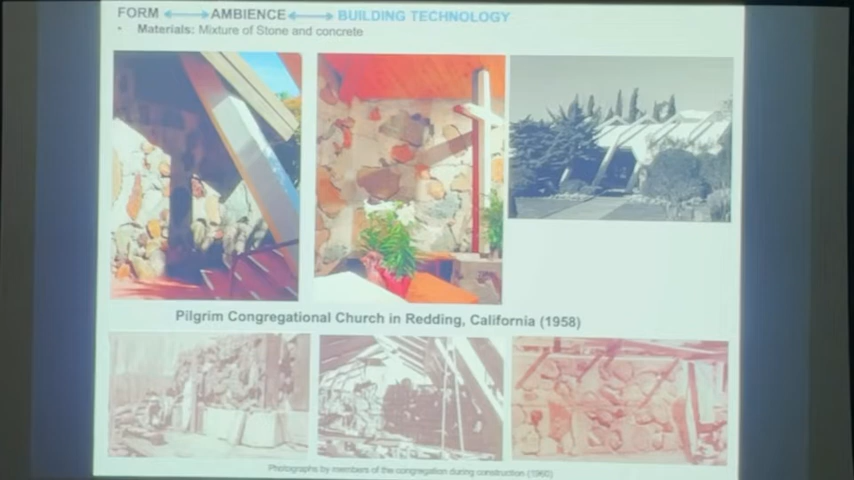 FORM AMBIENCE BUILDING TECHNOLOGY
• Materials: Mixture of Stone and concrete
Pilgrim Congregational Church in Redding, California (1958)
Photographs by members of the congregation during construction (1960)